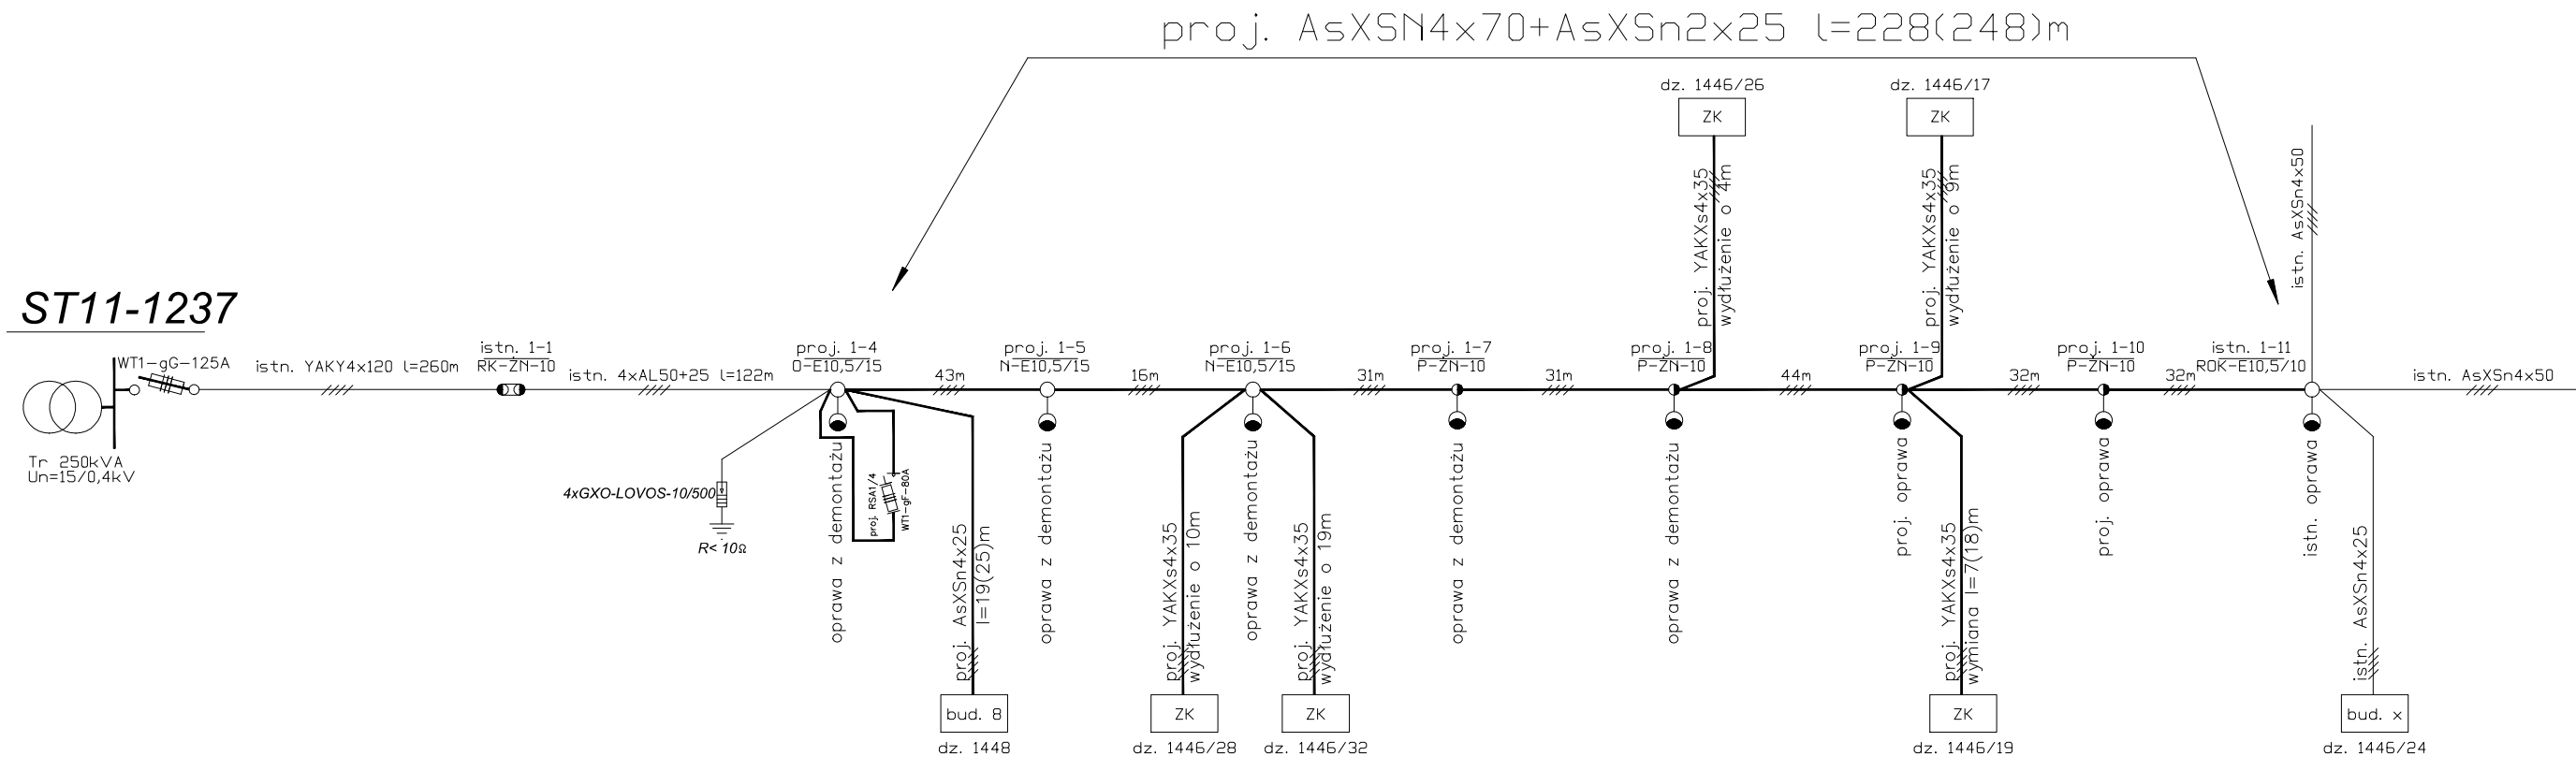 proj. AsXSN4x70+AsXSn2x25 l=228(248)m
dz. 1446/26
ZK
dz. 1446/17
ZK
proj. YAKXs4x35
wydłużenie o 4m
proj. YAKXs4x35
wydłużenie o 9m
istn. AsXSn4x50
ST11-1237
WT1-gG-125A
istn. YAKY4x120 l=260m
istn. 1-1
RK-ŻN-10
istn. 4xAL50+25 l=122m
proj. 1-4
O-E10,5/15
43m
proj. 1-5
N-E10,5/15
16m
proj. 1-6
N-E10,5/15
31m
proj. 1-7
P-ŻN-10
31m
proj. 1-8
P-ŻN-10
44m
proj. 1-9
P-ŻN-10
32m
proj. 1-10
P-ŻN-10
32m
istn. 1-11
ROK-E10,5/10
istn. AsXSn4x50
Tr 250kVA
Un=15/0,4kV
4xGXO-LOVOS-10/500
R< 10Ω
oprawa z demontażu
proj. RSA1/4
WT1-gF-80A
proj. AsXSn4x25
l=19(25)m
oprawa z demontażu
proj. YAKXs4x35
wydłużenie o 10m
oprawa z demontażu
proj. YAKXs4x35
wydłużenie o 19m
oprawa z demontażu
oprawa z demontażu
proj. oprawa
proj. YAKXs4x35
wymiana l=7(18)m
proj. oprawa
istn. oprawa
istn. AsXSn4x25
bud. 8
dz. 1448
ZK
dz. 1446/28
ZK
dz. 1446/32
ZK
dz. 1446/19
bud. x
dz. 1446/24